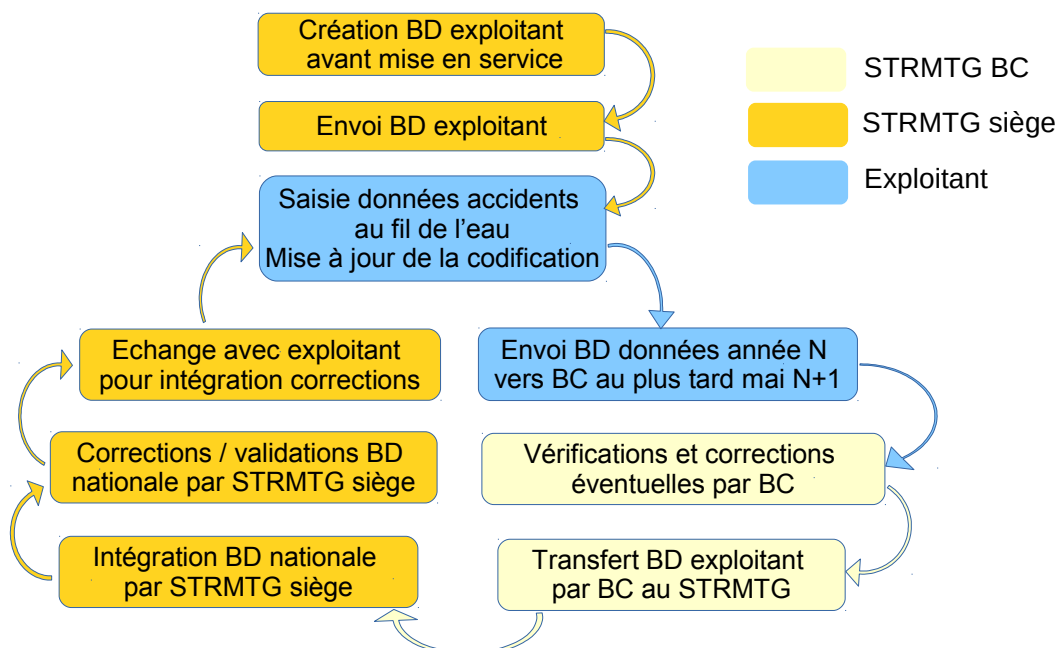 Création BD exploitant
avant mise en service
Envoi BD exploitant
Saisie données accidents
au fil de l'eau
Mise à jour de la codification
Envoi BD données année N
vers BC au plus tard mai N+1
Vérifications et corrections
éventuelles par BC
Transfert BD exploitant
par BC au STRMTG
Intégration BD nationale
par STRMTG siège
Corrections / validations BD
nationale par STRMTG siège
Echange avec exploitant
pour intégration corrections
STRMTG BC
STRMTG siège
Exploitant